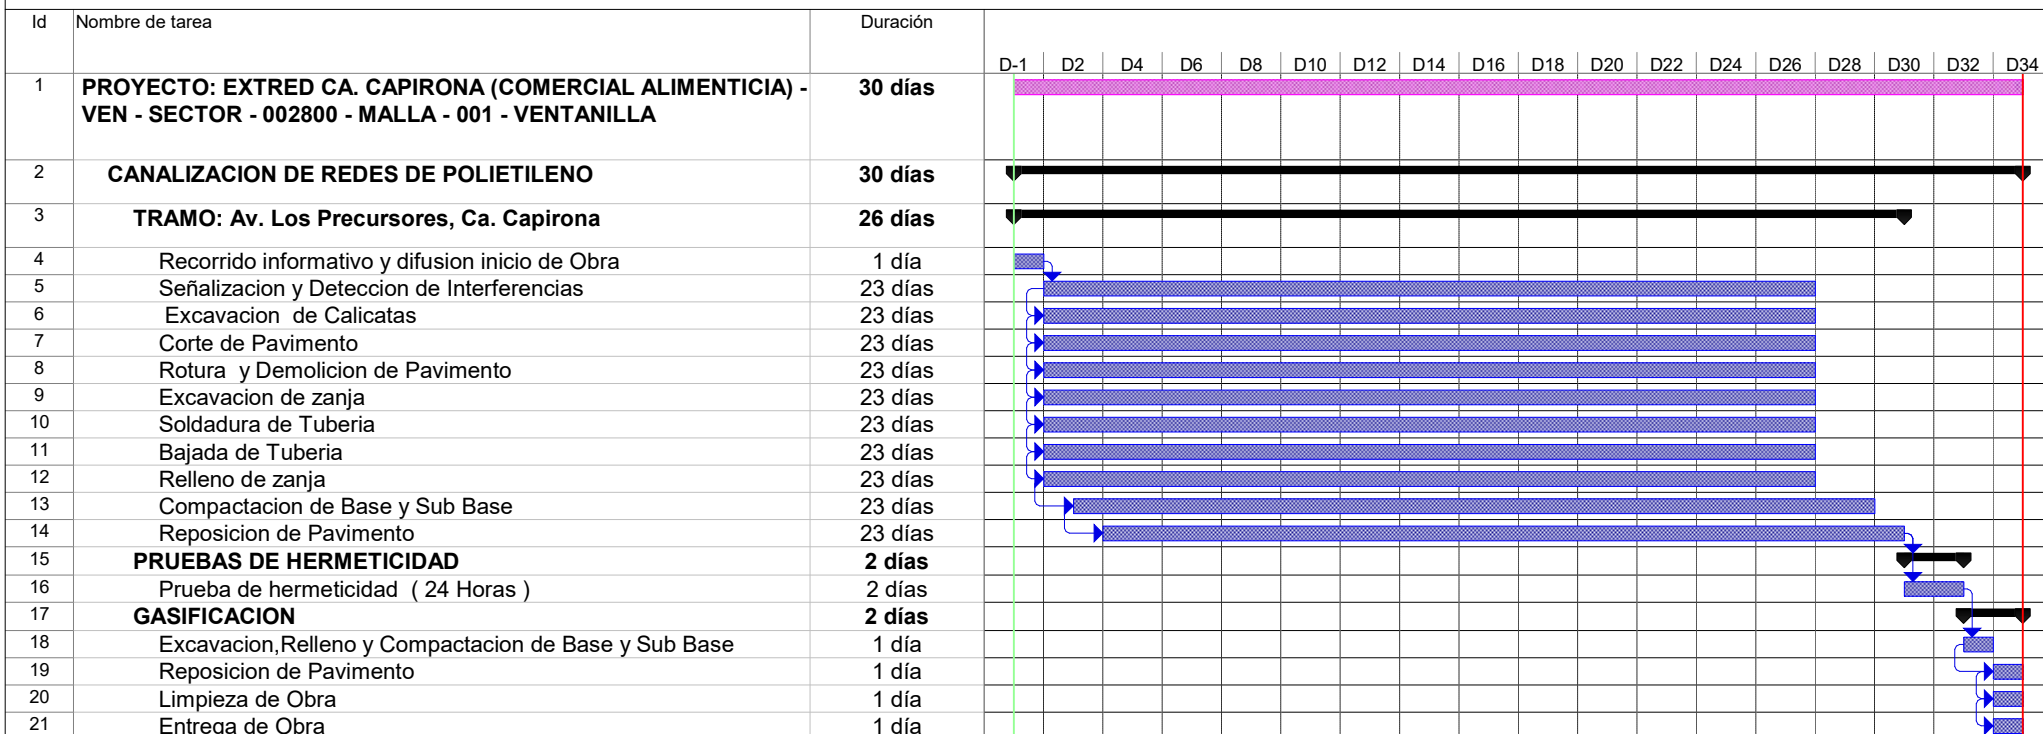 Id Nombre de tarea Duración
D-1 D2 D4 D6 D8 D10 D12 D14 D16 D18 D20 D22 D24 D26 D28 D30 D32 D34
1 PROYECTO: EXTRED CA. CAPIRONA (COMERCIAL ALIMENTICIA) - 30 días
VEN - SECTOR - 002800 - MALLA - 001 - VENTANILLA
2 CANALIZACION DE REDES DE POLIETILENO 30 días
3 TRAMO: Av. Los Precursores, Ca. Capirona 26 días
4 Recorrido informativo y difusion inicio de Obra 1 día
5 Señalizacion y Deteccion de Interferencias 23 días
6 Excavacion de Calicatas 23 días
7 Corte de Pavimento 23 días
8 Rotura y Demolicion de Pavimento 23 días
9 Excavacion de zanja 23 días
10 Soldadura de Tuberia 23 días
11 Bajada de Tuberia 23 días
12 Relleno de zanja 23 días
13 Compactacion de Base y Sub Base 23 días
14 Reposicion de Pavimento 23 días
15 PRUEBAS DE HERMETICIDAD 2 días
16 Prueba de hermeticidad ( 24 Horas ) 2 días
17 GASIFICACION 2 días
18 Excavacion,Relleno y Compactacion de Base y Sub Base 1 día
19 Reposicion de Pavimento 1 día
20 Limpieza de Obra 1 día
21 Entrega de Obra 1 día